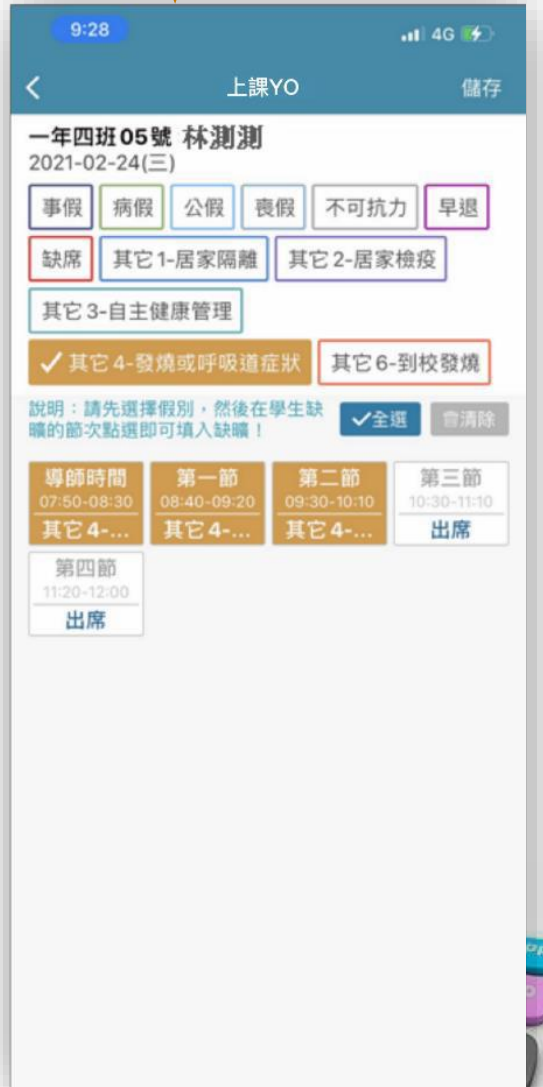 9:28 4G
上課YO 儲存
一年四班05號 林測測
2021-02-24(三)
事假 病假 公假 喪假 不可抗力 早退
缺席 其它1-居家隔離 其它2-居家檢疫
其它3-自主健康管理
其它4-發燒或呼吸道症狀 其它6-到校發燒
說明：請先選擇假別，然後在學生缺 全選 清除
曠的節次點選即可填入缺曠！
導師時間 第一節 第二節 第三節
07:50-08:30 08:40-09:20 09:30-10:10 10:30-11:10
其它4-... 其它4-... 其它4-... 出席
第四節
11:20-12:00
出席